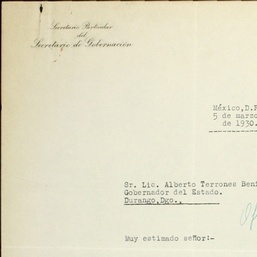 Secretario Particular
del
Secretario de Gobernación
México, D.F
5 de marzo
de 1930.
Sr. Lic. Alberto Terrones Beni
Gobernador del Estado.
Durango, Dgo.,
Muy estimado señor:-